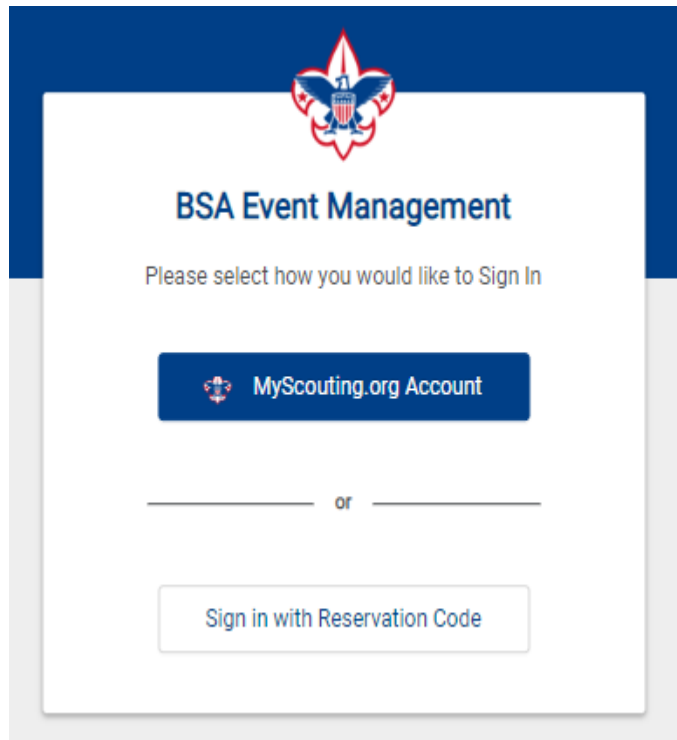 BSA Event Management
Please select how you would like to Sign In
MyScouting.org Account
or
Sign in with Reservation Code